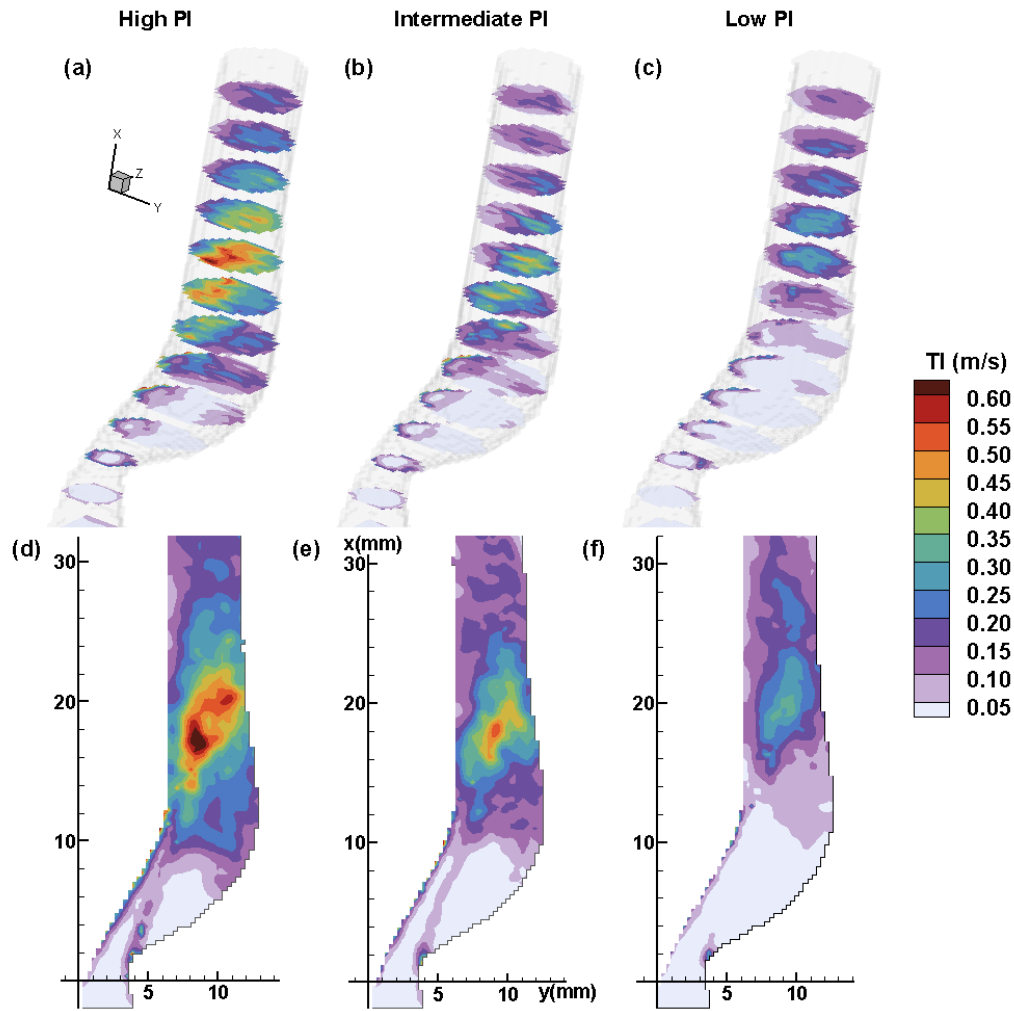 High PI Intermediate PI Low PI
(a) (b) (c)
X
Z
Y
TI (m/s)
0.60
0.55
0.50
0.45
0.40
0.35
0.30
0.25
0.20
0.15
0.10
0.05
(d) (e) x(mm) (f)
30 30 30
20 20 20
10 10 10
5 10 5 10 y(mm) 5 10